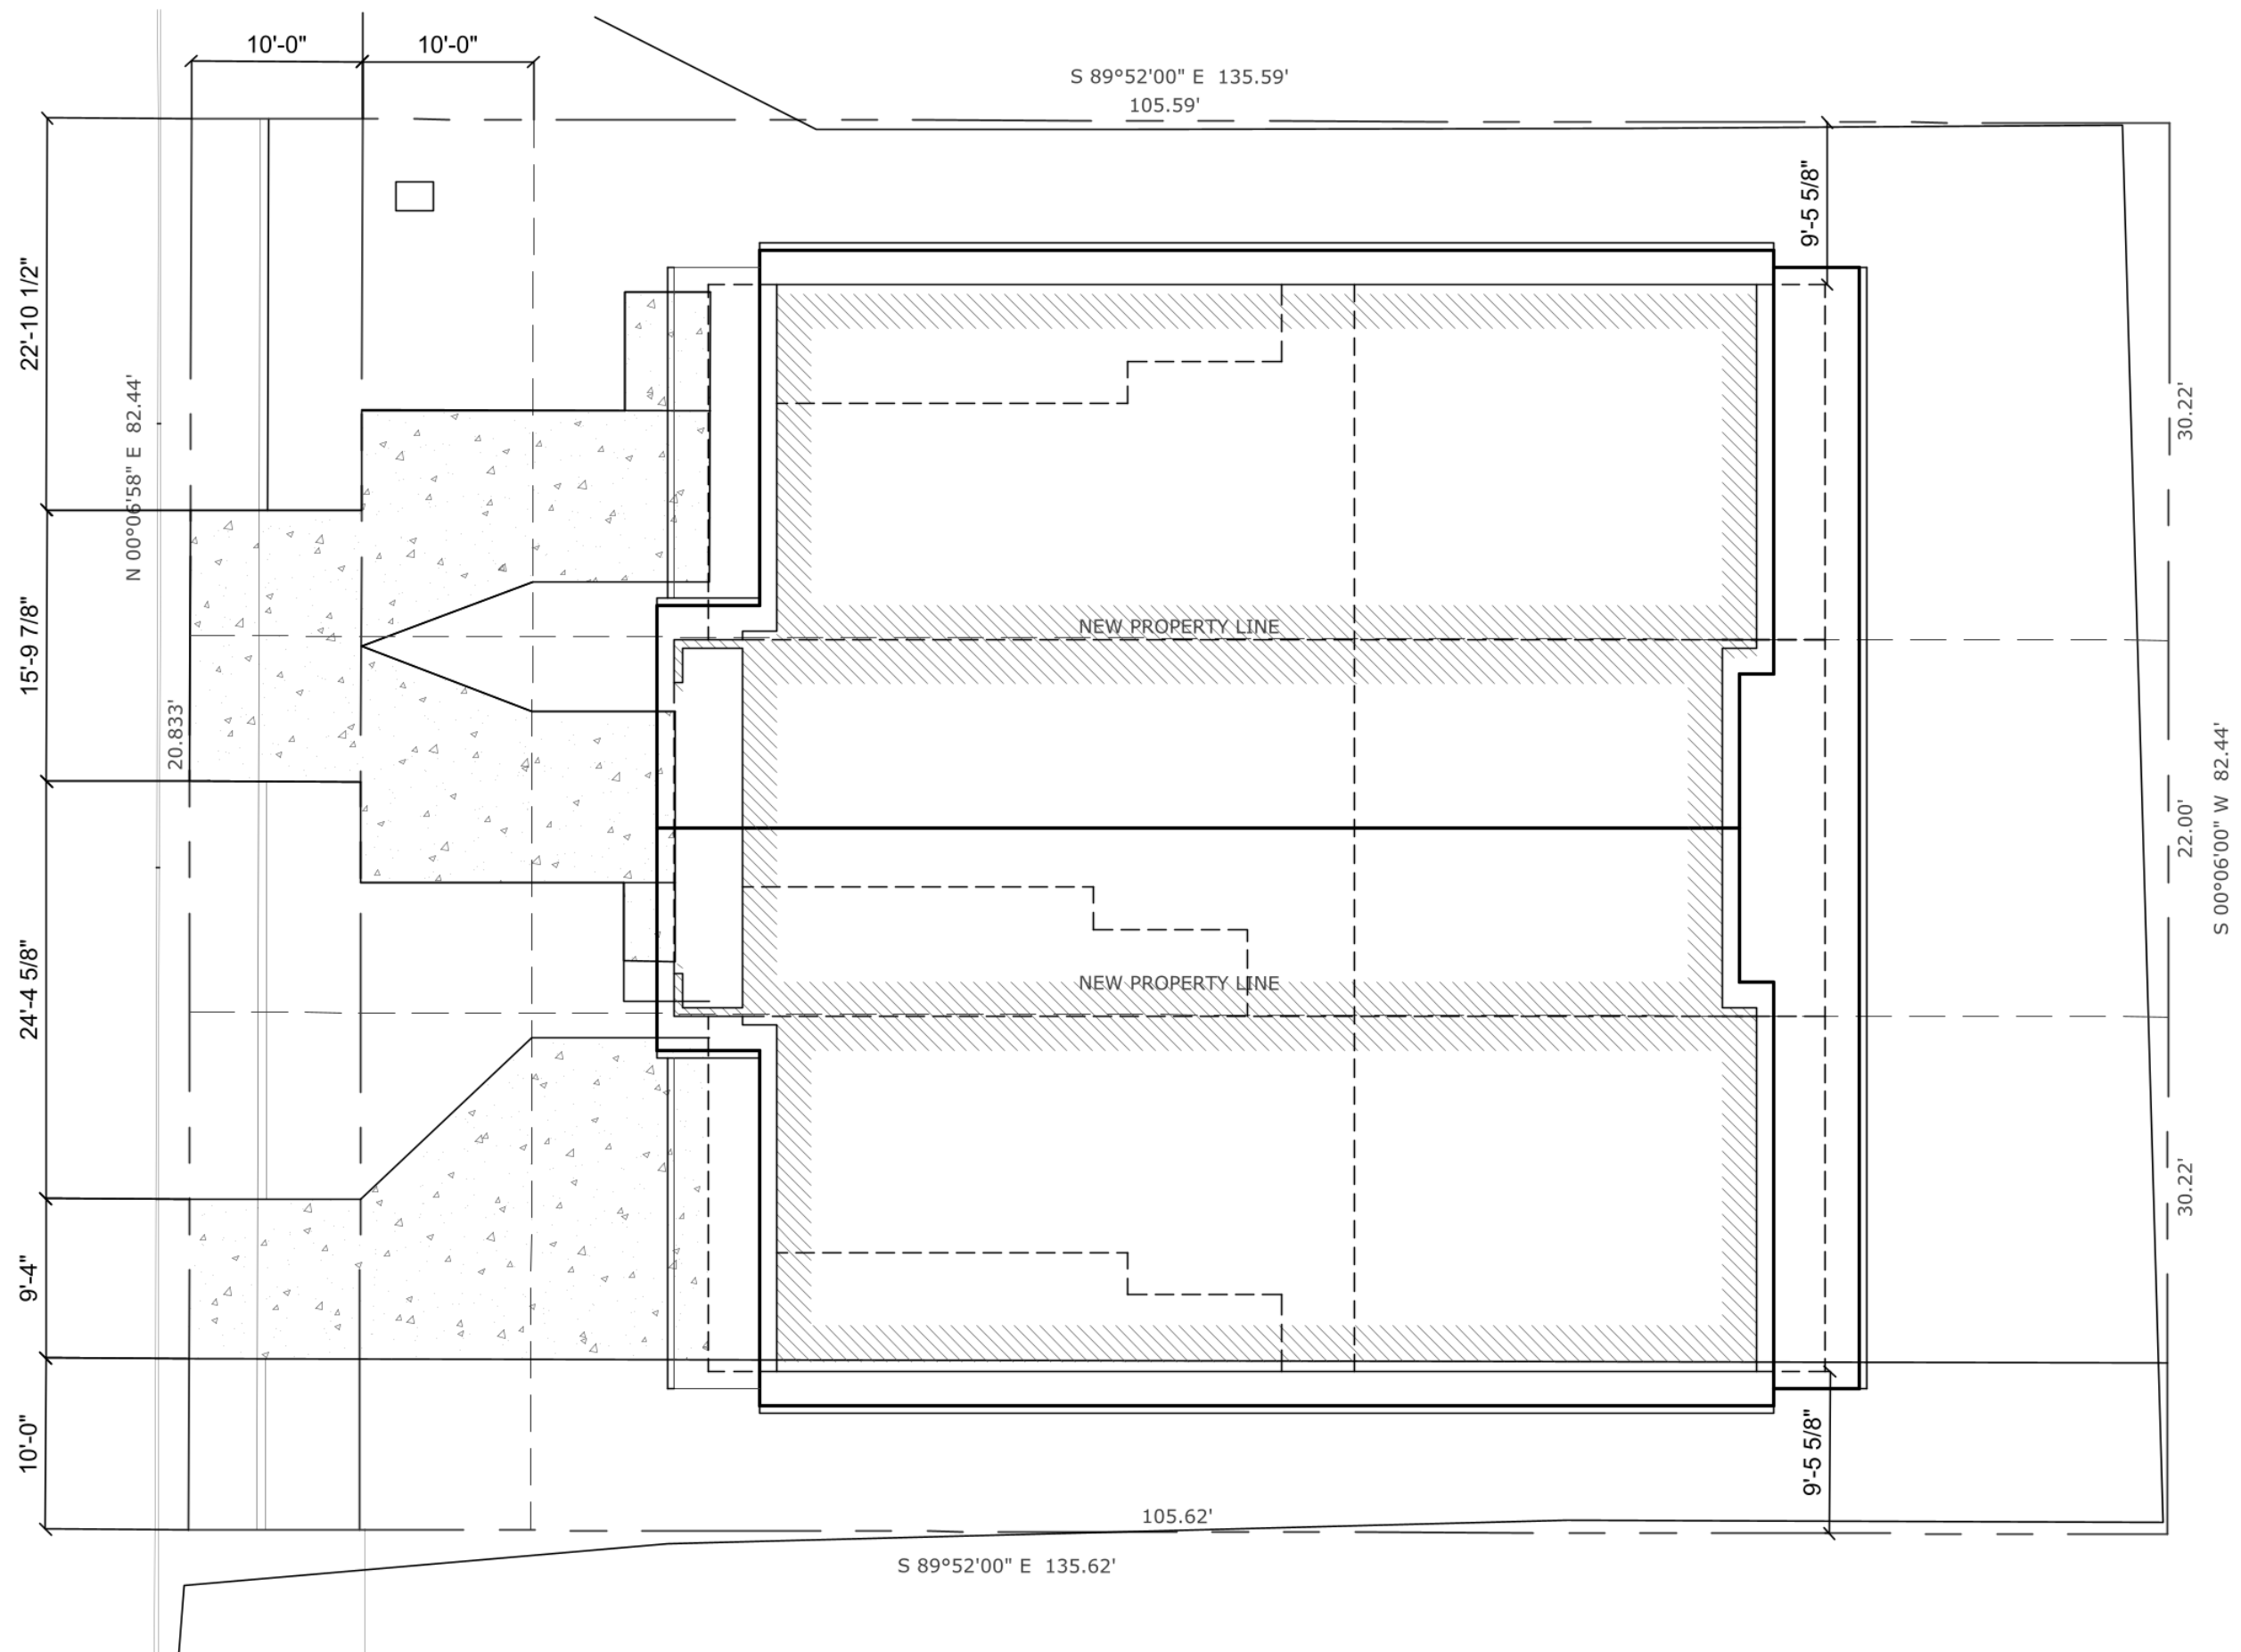 10'-0"
10'-0"
S 89°52'00" E 135.59'
105.59'
9'-5 5/8"
22'-10 1/2"
N 00°06'58" E 82.44'
30.22'
15'-9 7/8"
NEW PROPERTY LINE
20.833'
22.00'
S 00°06'00" W 82.44'
24'-4 5/8"
NEW PROPERTY LINE
30.22'
9'-4"
10'-0"
9'-5 5/8"
105.62'
S 89°52'00" E 135.62'